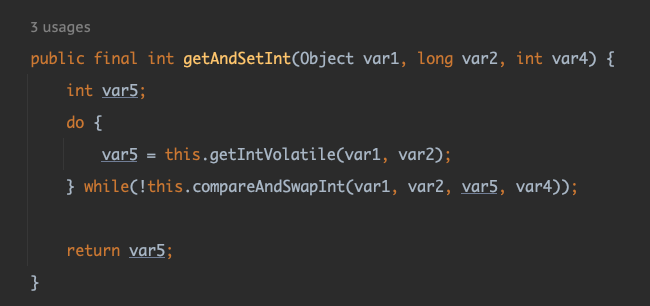 3 usages
public final int getAndSetInt(Object var1, long var2, int var4) {
    int var5;
    do {
        var5 = this.getIntVolatile(var1, var2);
    } while(!this.compareAndSwapInt(var1, var2, var5, var4));

    return var5;
}